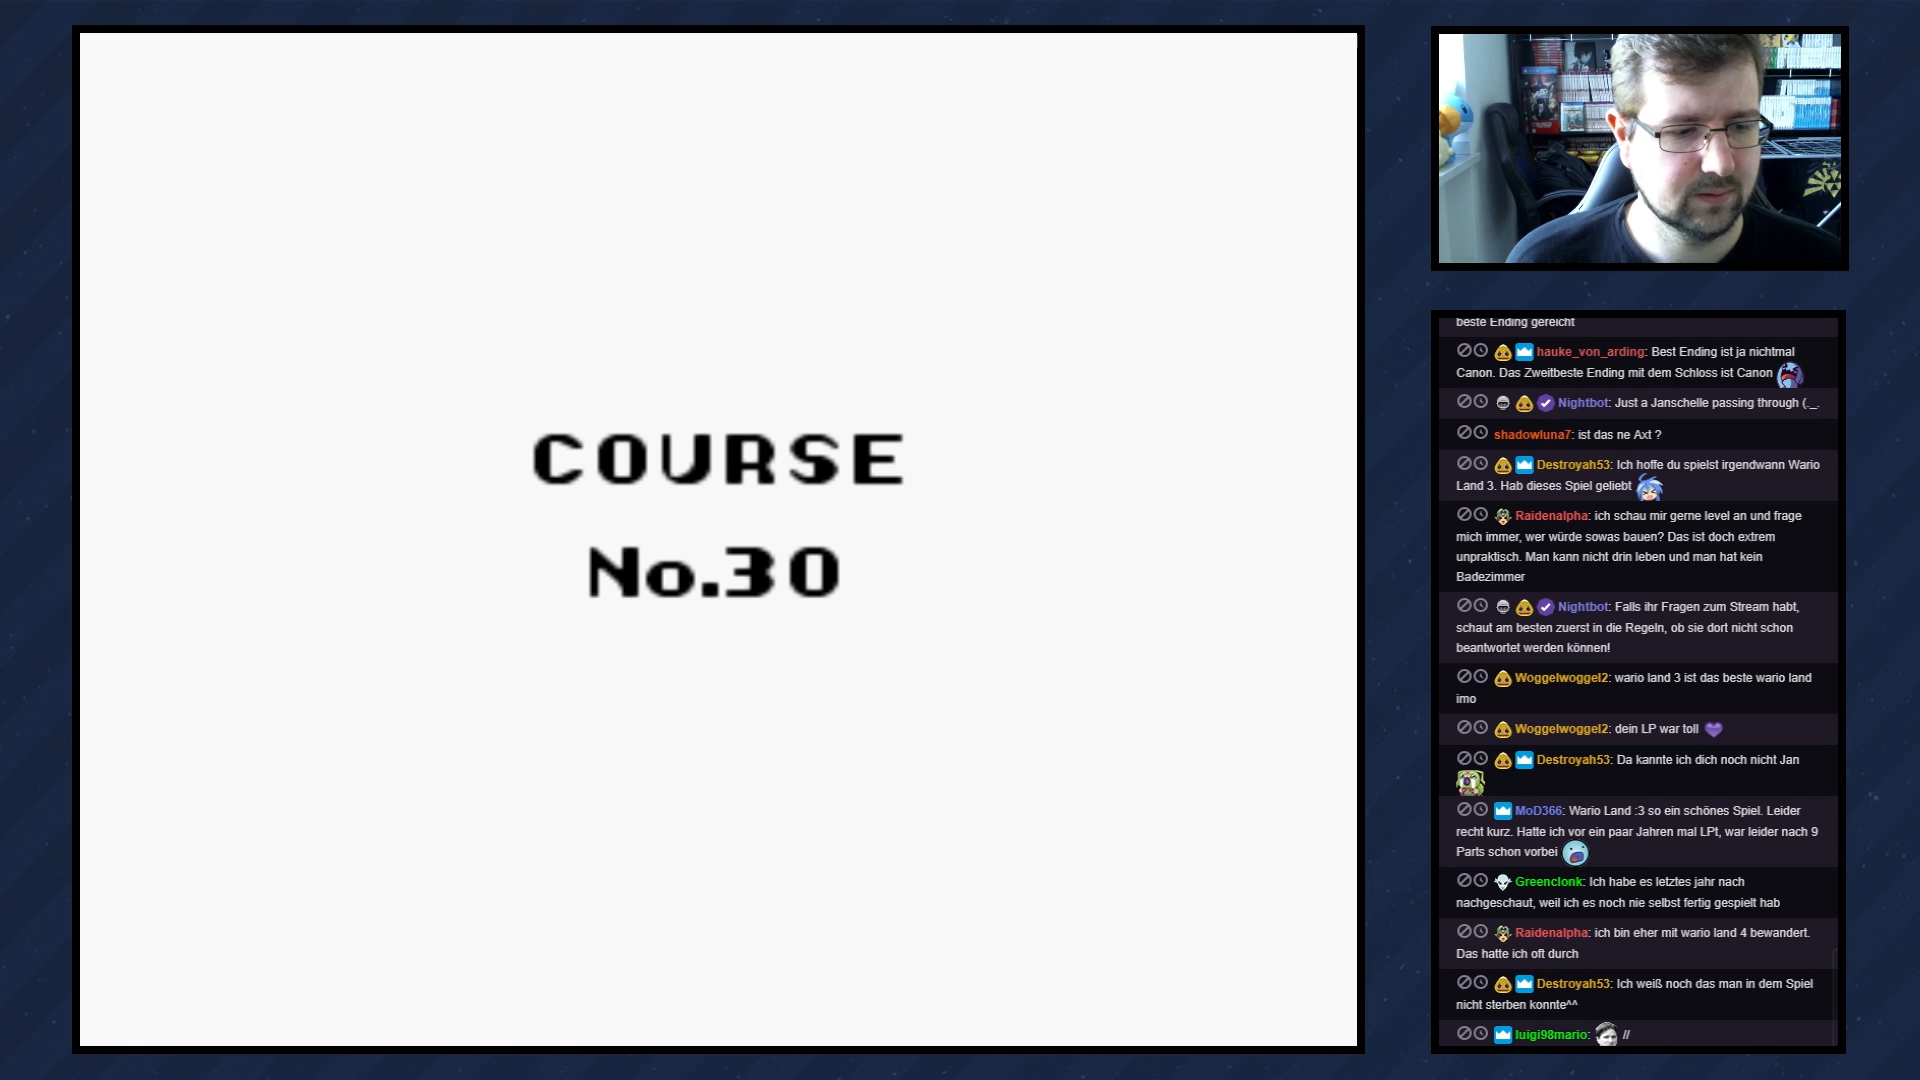 COURSE
No.30
beste Ending gereicht
hauke_von_arding: Best Ending ist ja nichtmal
Canon. Das Zweitbeste Ending mit dem Schloss ist Canon
Nightbot: Just a Janschelle passing through (._.
shadowluna7: ist das ne Axt ?
Destroyah53: Ich hoffe du spielst irgendwann Wario
Land 3. Hab dieses Spiel geliebt
Raidenalpha: ich schau mir gerne level an und frage
mich immer, wer würde sowas bauen? Das ist doch extrem
unpraktisch. Man kann nicht drin leben und man hat kein
Badezimmer
Nightbot: Falls ihr Fragen zum Stream habt,
schaut am besten zuerst in die Regeln, ob sie dort nicht schon
beantwortet werden können!
Woggelwoggel2: wario land 3 ist das beste wario land
imo
Woggelwoggel2: dein LP war toll
Destroyah53: Da kannte ich dich noch nicht Jan
MoD366: Wario Land :3 so ein schönes Spiel. Leider
recht kurz. Hatte ich vor ein paar Jahren mal LPt, war leider nach 9
Parts schon vorbei
Greenclonk: Ich habe es letztes jahr nach
nachgeschaut, weil ich es noch nie selbst fertig gespielt hab
Raidenalpha: ich bin eher mit wario land 4 bewandert.
Das hatte ich oft durch
Destroyah53: Ich weiß noch das man in dem Spiel
nicht sterben konnte^^
luigi98mario: //